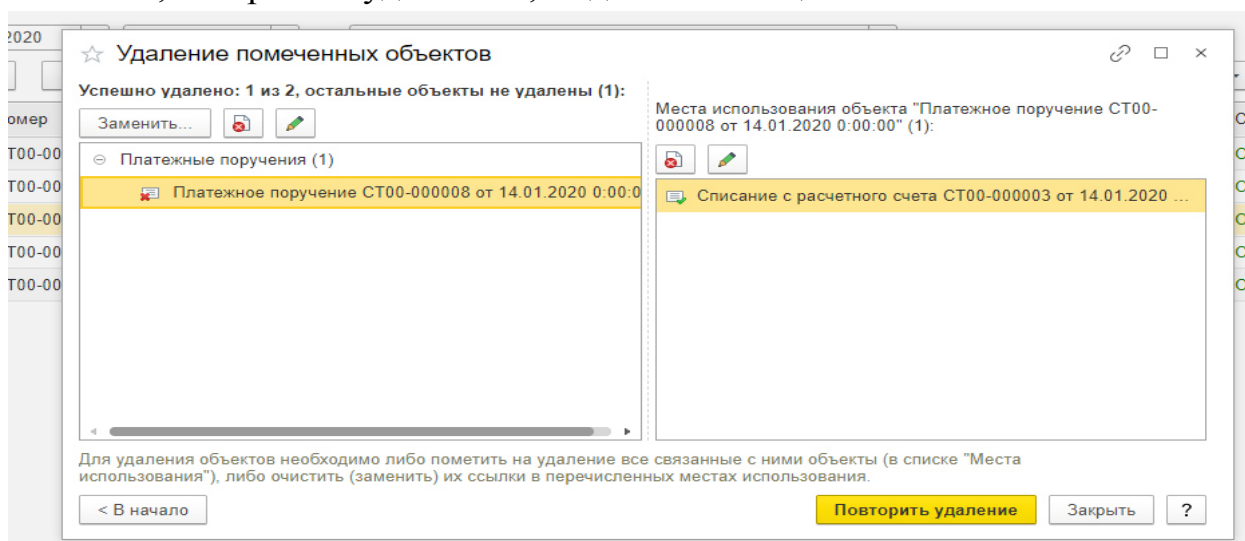 2020
Удаление помеченных объектов
Успешно удалено: 1 из 2, остальные объекты не удалены (1):
Заменить...
Места использования объекта "Платежное поручение СТ00-
000008 от 14.01.2020 0:00:00" (1):
омер
Т00-00
Платежные поручения (1)
Т00-00
Платежное поручение СТ00-000008 от 14.01.2020 0:00:0
Списание с расчетного счета СТ00-000003 от 14.01.2020 ...
Т00-00
Т00-00
Т00-00
Для удаления объектов необходимо либо пометить на удаление все связанные с ними объекты (в списке "Места
использования"), либо очистить (заменить) их ссылки в перечисленных местах использования.
< В начало
Повторить удаление
Закрыть
?